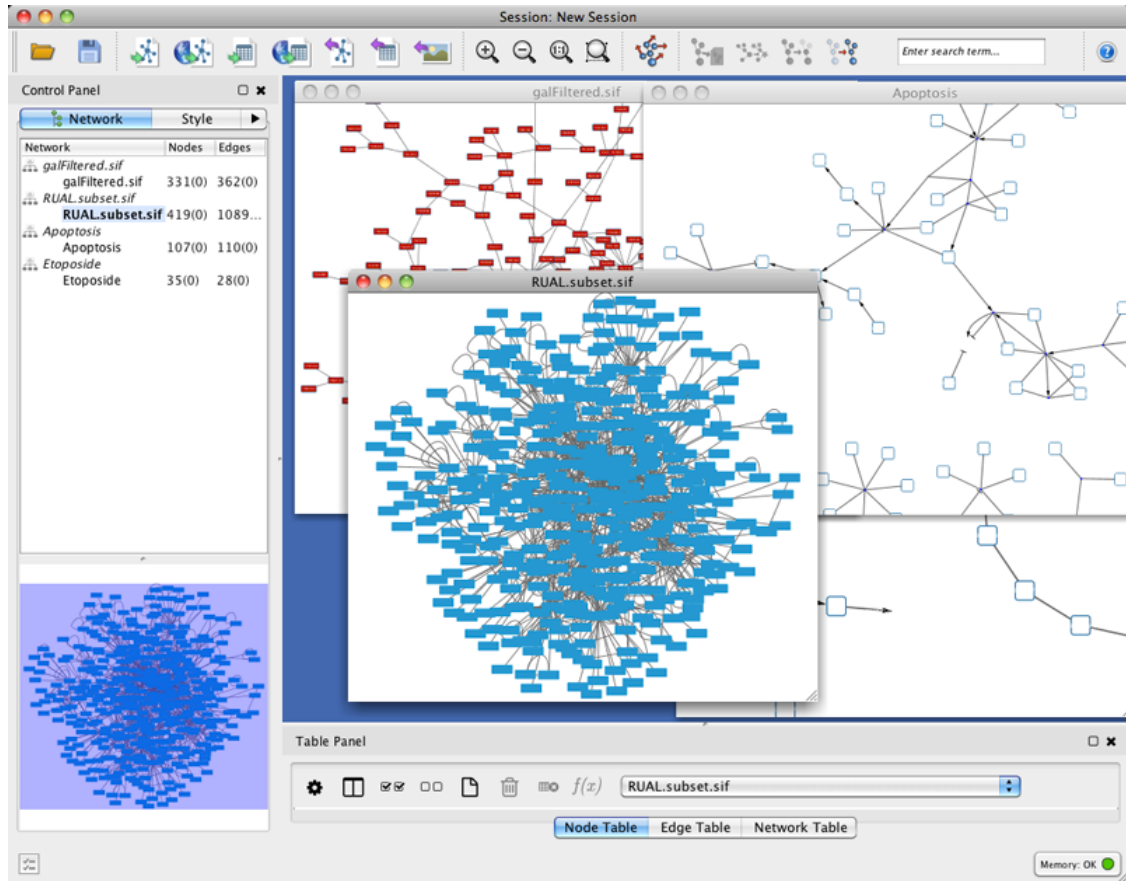 Session: New Session
1:1
Enter search term...
?
Control Panel
Network Style
Network Nodes Edges
galFiltered.sif
galFiltered.sif 331(0) 362(0)
RUAL.subset.sif
RUAL.subset.sif 419(0) 1089...
Apoptosis
Apoptosis 107(0) 110(0)
Etoposide
Etoposide 35(0) 28(0)
galFiltered.sif
Apoptosis
RUAL.subset.sif
Table Panel
f(x) RUAL.subset.sif
Node Table Edge Table Network Table
Memory: OK